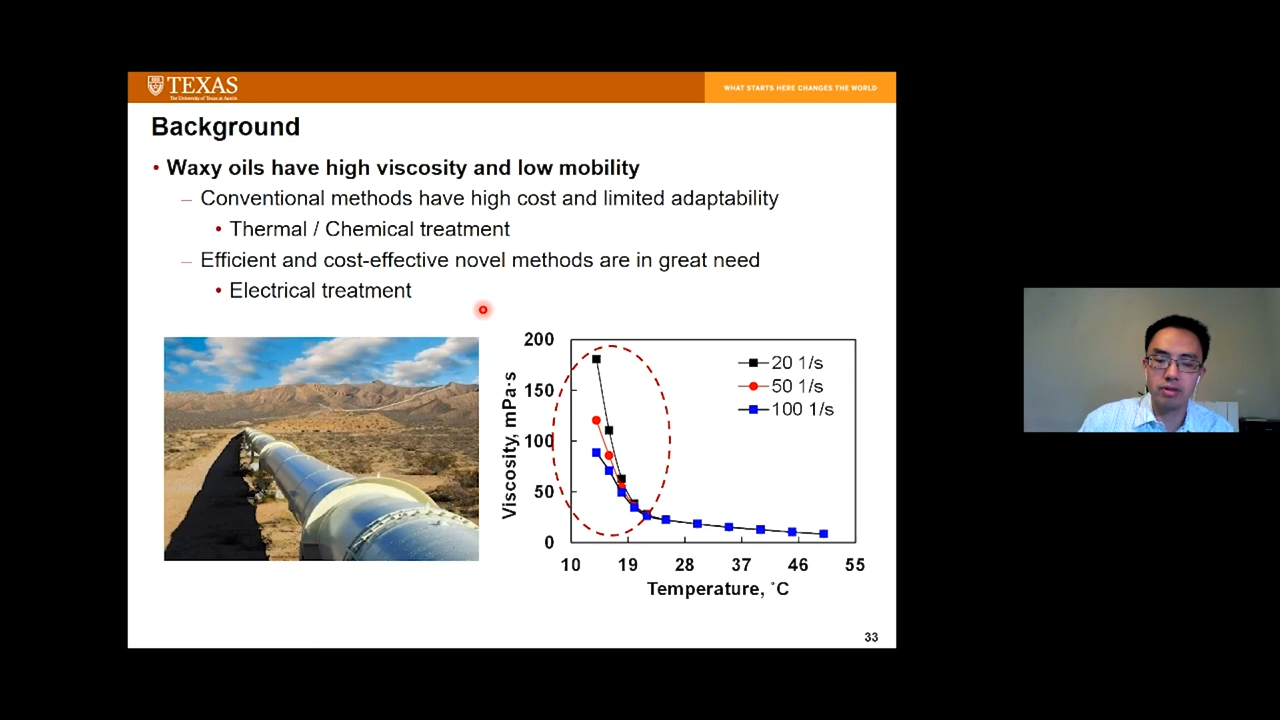 TEXAS
The University of Texas at Austin
WHAT STARTS HERE CHANGES THE WORLD
Background
• Waxy oils have high viscosity and low mobility
– Conventional methods have high cost and limited adaptability
• Thermal / Chemical treatment
– Efficient and cost-effective novel methods are in great need
• Electrical treatment
200
150
100
50
0
Viscosity, mPa·s
20 1/s
50 1/s
100 1/s
10 19 28 37 46 55
Temperature, ˚C
33